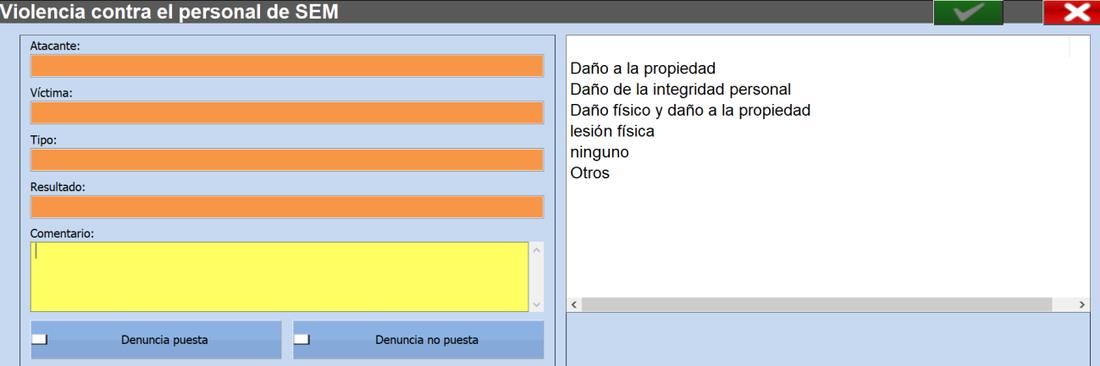 Violencia contra el personal de SEM
Atacante:
Víctima:
Tipo:
Resultado:
Comentario:
Denuncia puesta
Denuncia no puesta
Daño a la propiedad
Daño de la integridad personal
Daño físico y daño a la propiedad
lesión física
ninguno
Otros